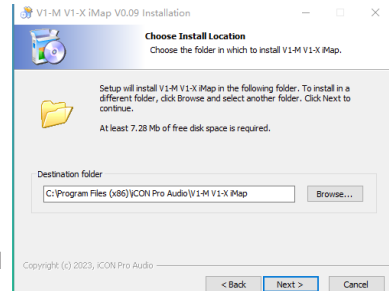 V1-M V1-X iMap V0.09 Installation
Choose Install Location
Choose the folder in which to install V1-M V1-X iMap.
Setup will install V1-M V1-X iMap in the following folder. To install in a
different folder, click Browse and select another folder. Click Next to
continue.
At least 7.28 Mb of free disk space is required.
Destination folder
C:\Program Files (x86)\iCON Pro Audio\V1-M V1-X iMap
Browse...
Copyright (c) 2023, iCON Pro Audio
< Back
Next >
Cancel